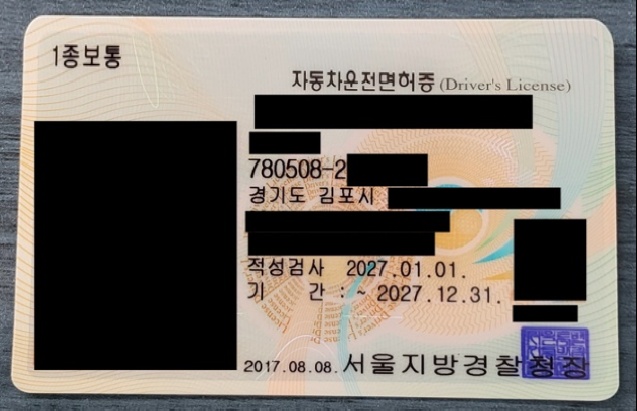 1종보통
자동차운전면허증 (Driver's License)
780508-2
경기도 김포시
적성검사 2027.01.01.
기 간 : ~ 2027.12.31.
2017.08.08. 서울지방경찰청장